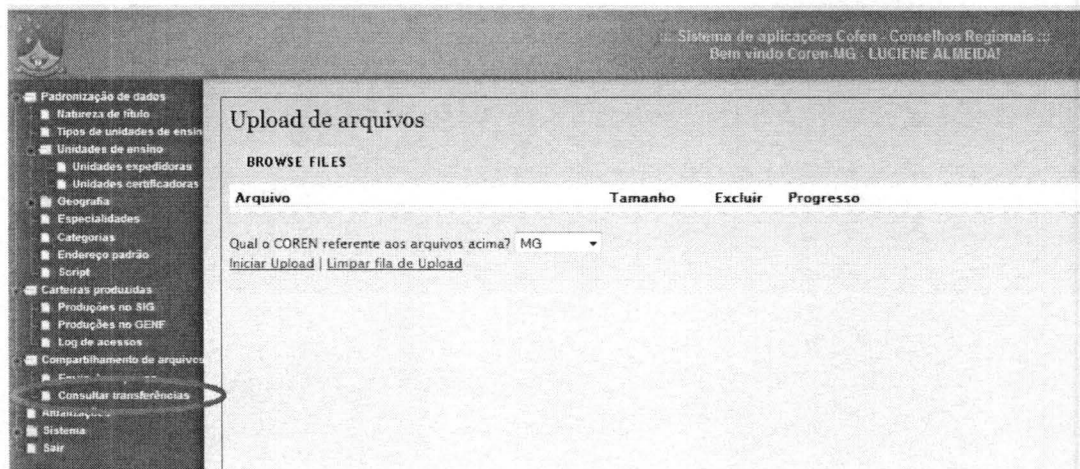 ::: Sistema de aplicações Cofen - Conselhos Regionais :::
Bem vindo Coren-MG - LUCIENE ALMEIDA!
Padronização de dados
Natureza de título
Tipos de unidades de ensin
Unidades de ensino
Unidades expedidoras
Unidades certificadoras
Geografia
Especialidades
Categorias
Endereço padrão
Script
Carteiras produzidas
Produções no SIG
Produções no GENF
Log de acessos
Compartilhamento de arquivos
Consultar transferências
Sistema
Sair
Upload de arquivos
BROWSE FILES
Arquivo Tamanho Excluir Progresso
Qual o COREN referente aos arquivos acima? MG
Iniciar Upload | Limpar fila de Upload